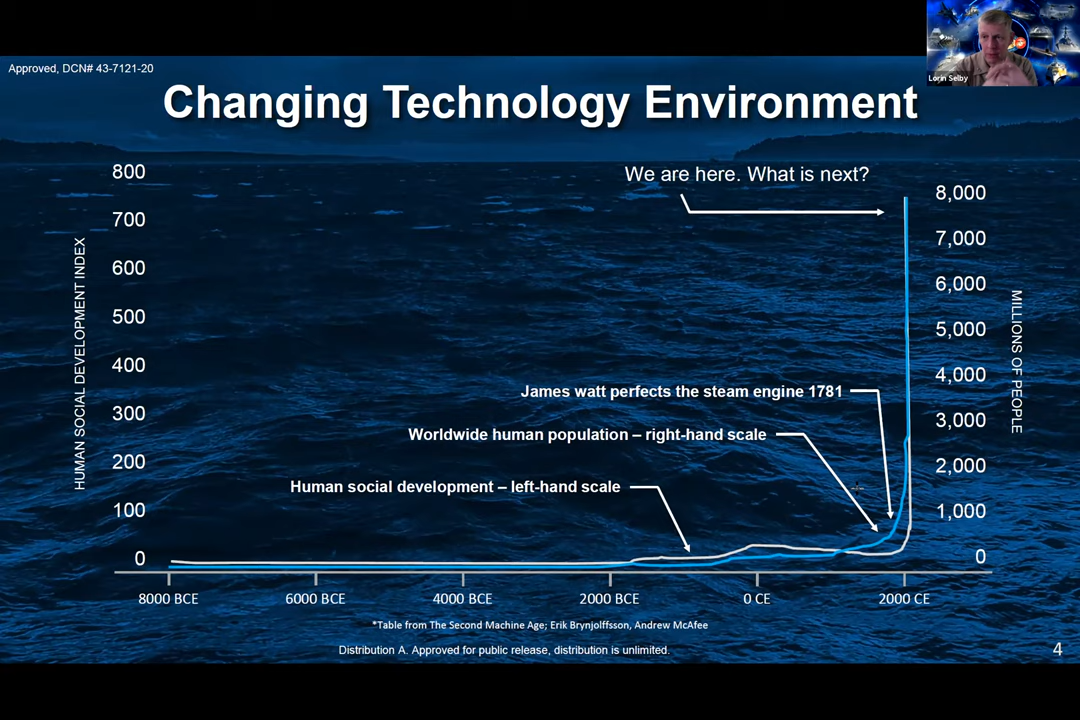 Approved, DCN# 43-7121-20
Lorin Selby
Changing Technology Environment
We are here. What is next?
800
700
600
500
400
300
200
100
0
HUMAN SOCIAL DEVELOPMENT INDEX
8,000
7,000
6,000
5,000
4,000
3,000
2,000
1,000
0
MILLIONS OF PEOPLE
James watt perfects the steam engine 1781
Worldwide human population – right-hand scale
Human social development – left-hand scale
8000 BCE
6000 BCE
4000 BCE
2000 BCE
0 CE
2000 CE
*Table from The Second Machine Age; Erik Brynjolffsson, Andrew McAfee
Distribution A. Approved for public release, distribution is unlimited.
4